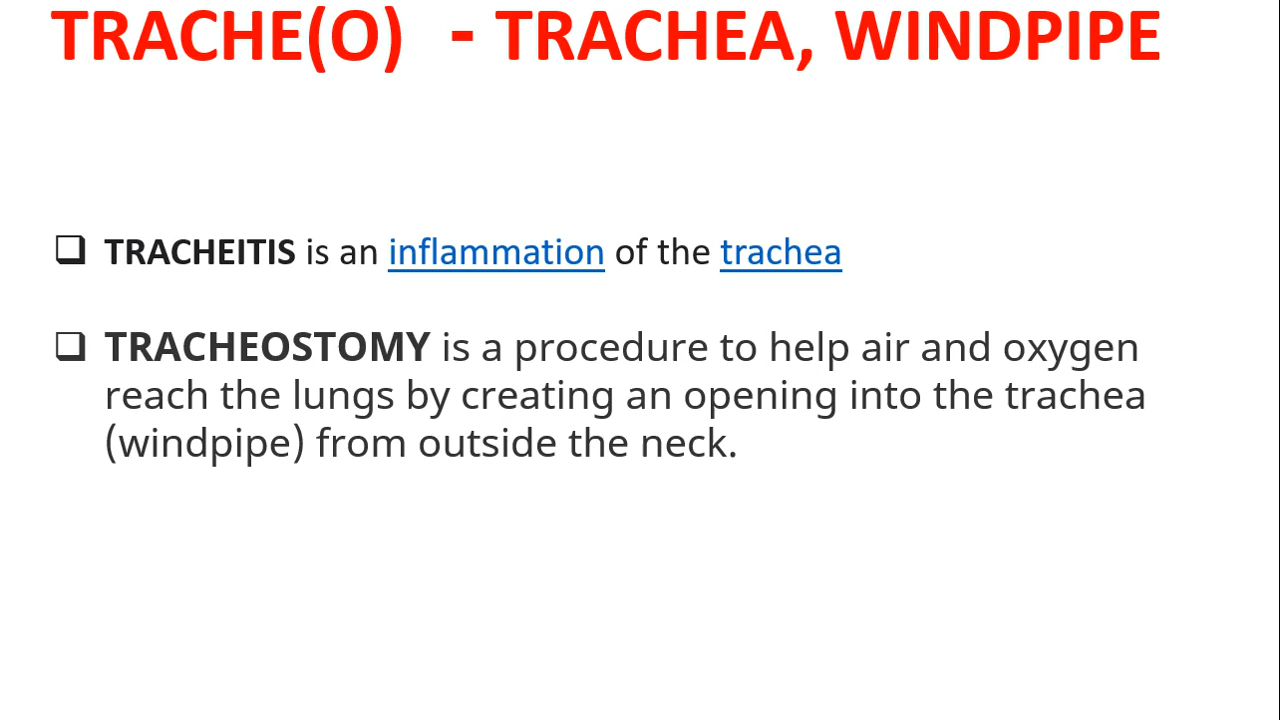 TRACHE(O) - TRACHEA, WINDPIPE
❑ TRACHEITIS is an inflammation of the trachea
❑ TRACHEOSTOMY is a procedure to help air and oxygen
reach the lungs by creating an opening into the trachea
(windpipe) from outside the neck.